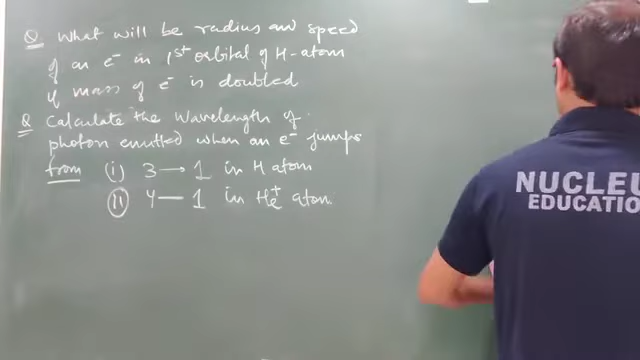 Q What will be radius and speed
of an e- in 1st orbital of H-atom
if mass of e- is doubled
Q Calculate the wavelength of
photon emitted when an e- jumps
from (i) 3 → 1 in H atom
(ii) 4 — 1 in He+ atom.
NUCLEU
EDUCATIO